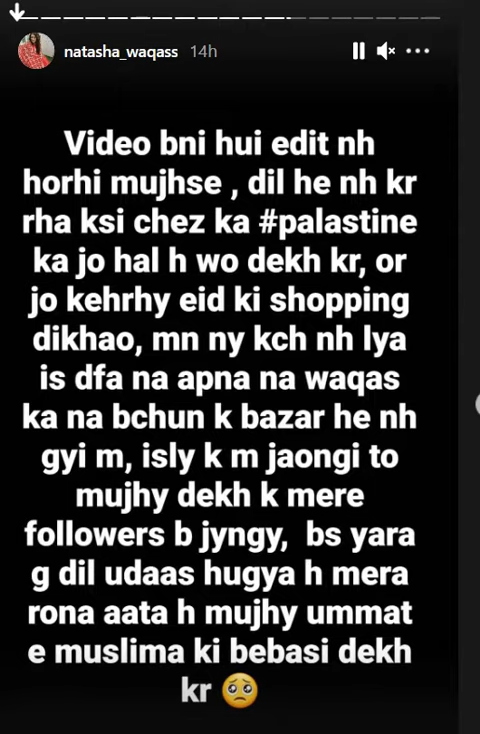 natasha_waqass 14h
Video bni hui edit nh
horhi mujhse , dil he nh kr
rha ksi chez ka #palastine
ka jo hal h wo dekh kr, or
jo kehrhy eid ki shopping
dikhao, mn ny kch nh lya
is dfa na apna na waqas
ka na bchun k bazar he nh
gyi m, isly k m jaongi to
mujhy dekh k mere
followers b jyngy, bs yara
g dil udaas hugya h mera
rona aata h mujhy ummat
e muslima ki bebasi dekh
kr 🥺